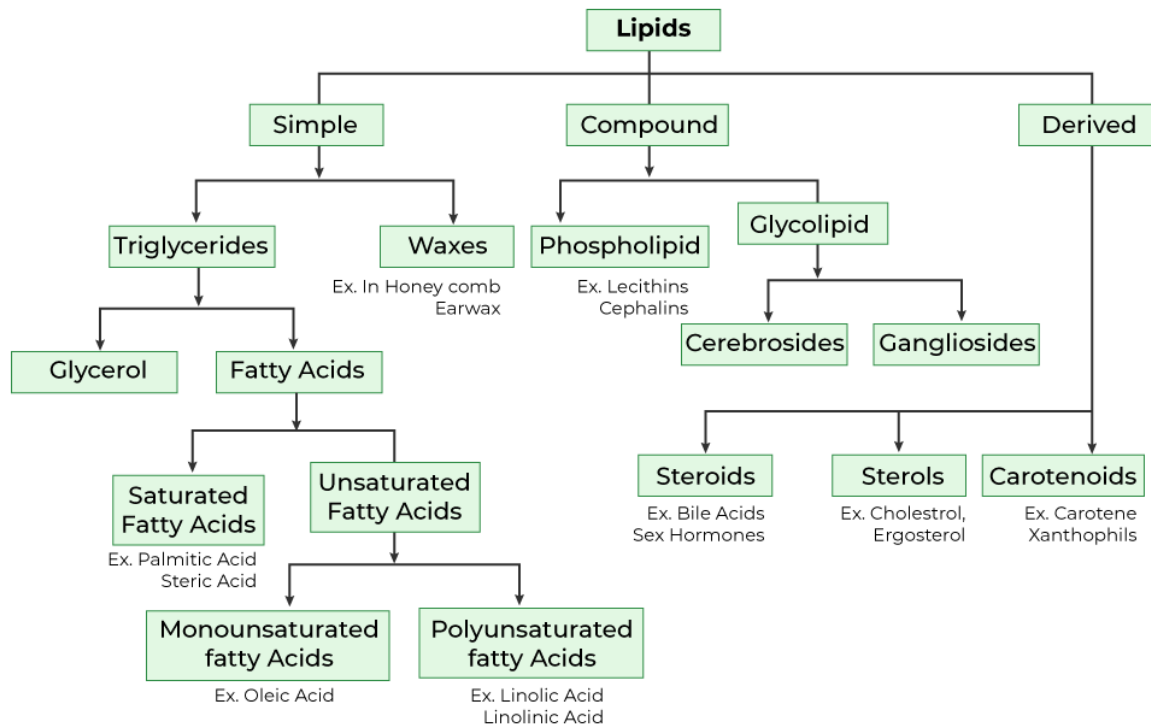 Lipids
Simple
Compound
Derived
Triglycerides
Waxes
Ex. In Honey comb
Earwax
Phospholipid
Ex. Lecithins
Cephalins
Glycolipid
Cerebrosides
Gangliosides
Glycerol
Fatty Acids
Saturated
Fatty Acids
Ex. Palmitic Acid
Steric Acid
Unsaturated
Fatty Acids
Steroids
Ex. Bile Acids
Sex Hormones
Sterols
Ex. Cholestrol,
Ergosterol
Carotenoids
Ex. Carotene
Xanthophils
Monounsaturated
fatty Acids
Ex. Oleic Acid
Polyunsaturated
fatty Acids
Ex. Linolic Acid
Linolinic Acid